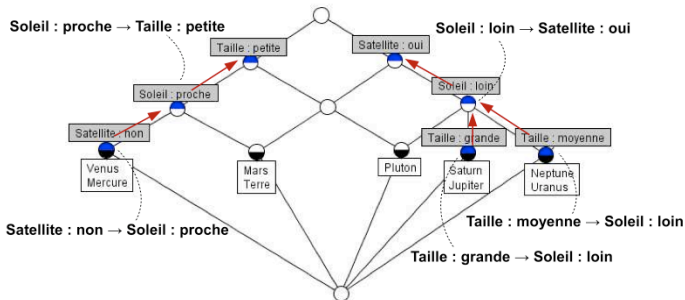 Soleil : proche → Taille : petite
Soleil : loin → Satellite : oui
Taille : petite
Satellite : oui
Soleil : proche
Soleil : loin
Satellite : non
Taille : grande
Taille : moyenne
Venus
Mercure
Mars
Terre
Pluton
Saturn
Jupiter
Neptune
Uranus
Taille : moyenne → Soleil : loin
Satellite : non → Soleil : proche
Taille : grande → Soleil : loin